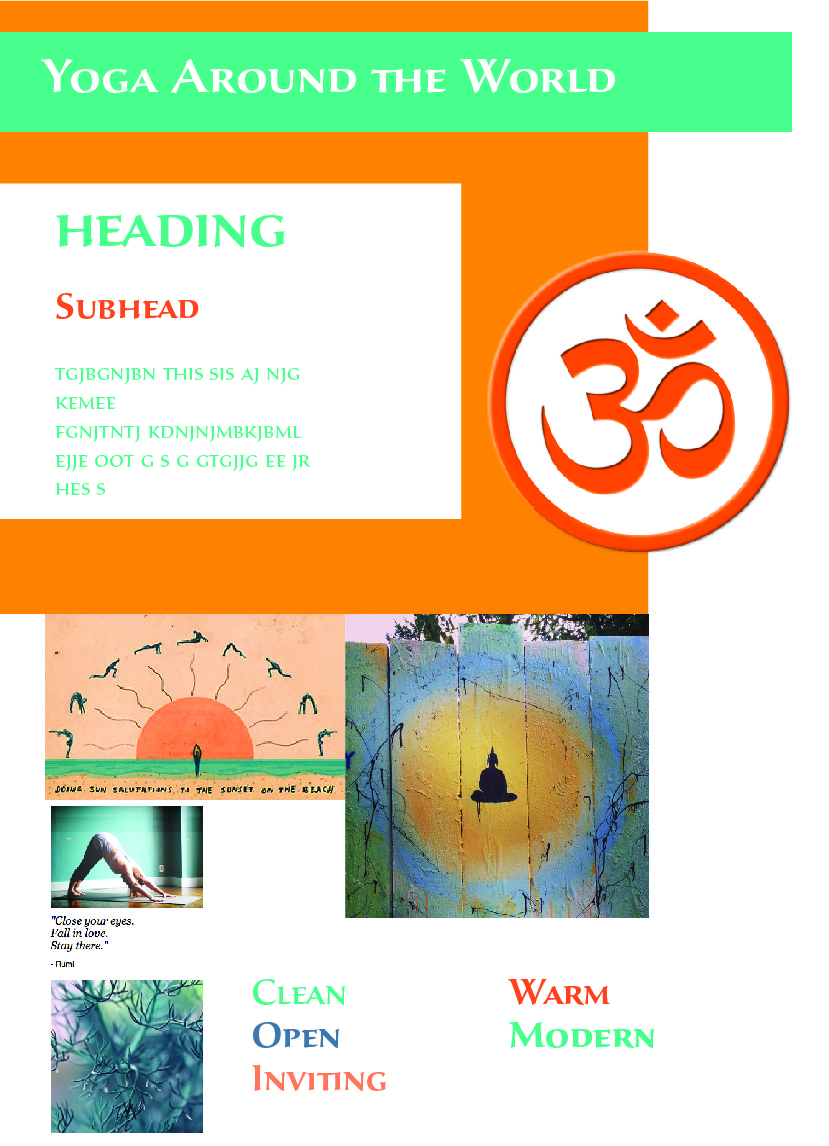 Yoga Around the World
HEADING
Subhead
TGJBGNJBN THIS SIS AJ NJG
KEMEE
FGNJTNTJ KDNJNJMBKJBML
EJJE OOT G S G GTGJJG EE JR
HES S
ॐ
DOING SUN SALUTATIONS TO THE SUNSET ON THE BEACH
"Close your eyes.
Fall in love.
Stay there."
- Rumi
Clean
Open
Inviting
Warm
Modern